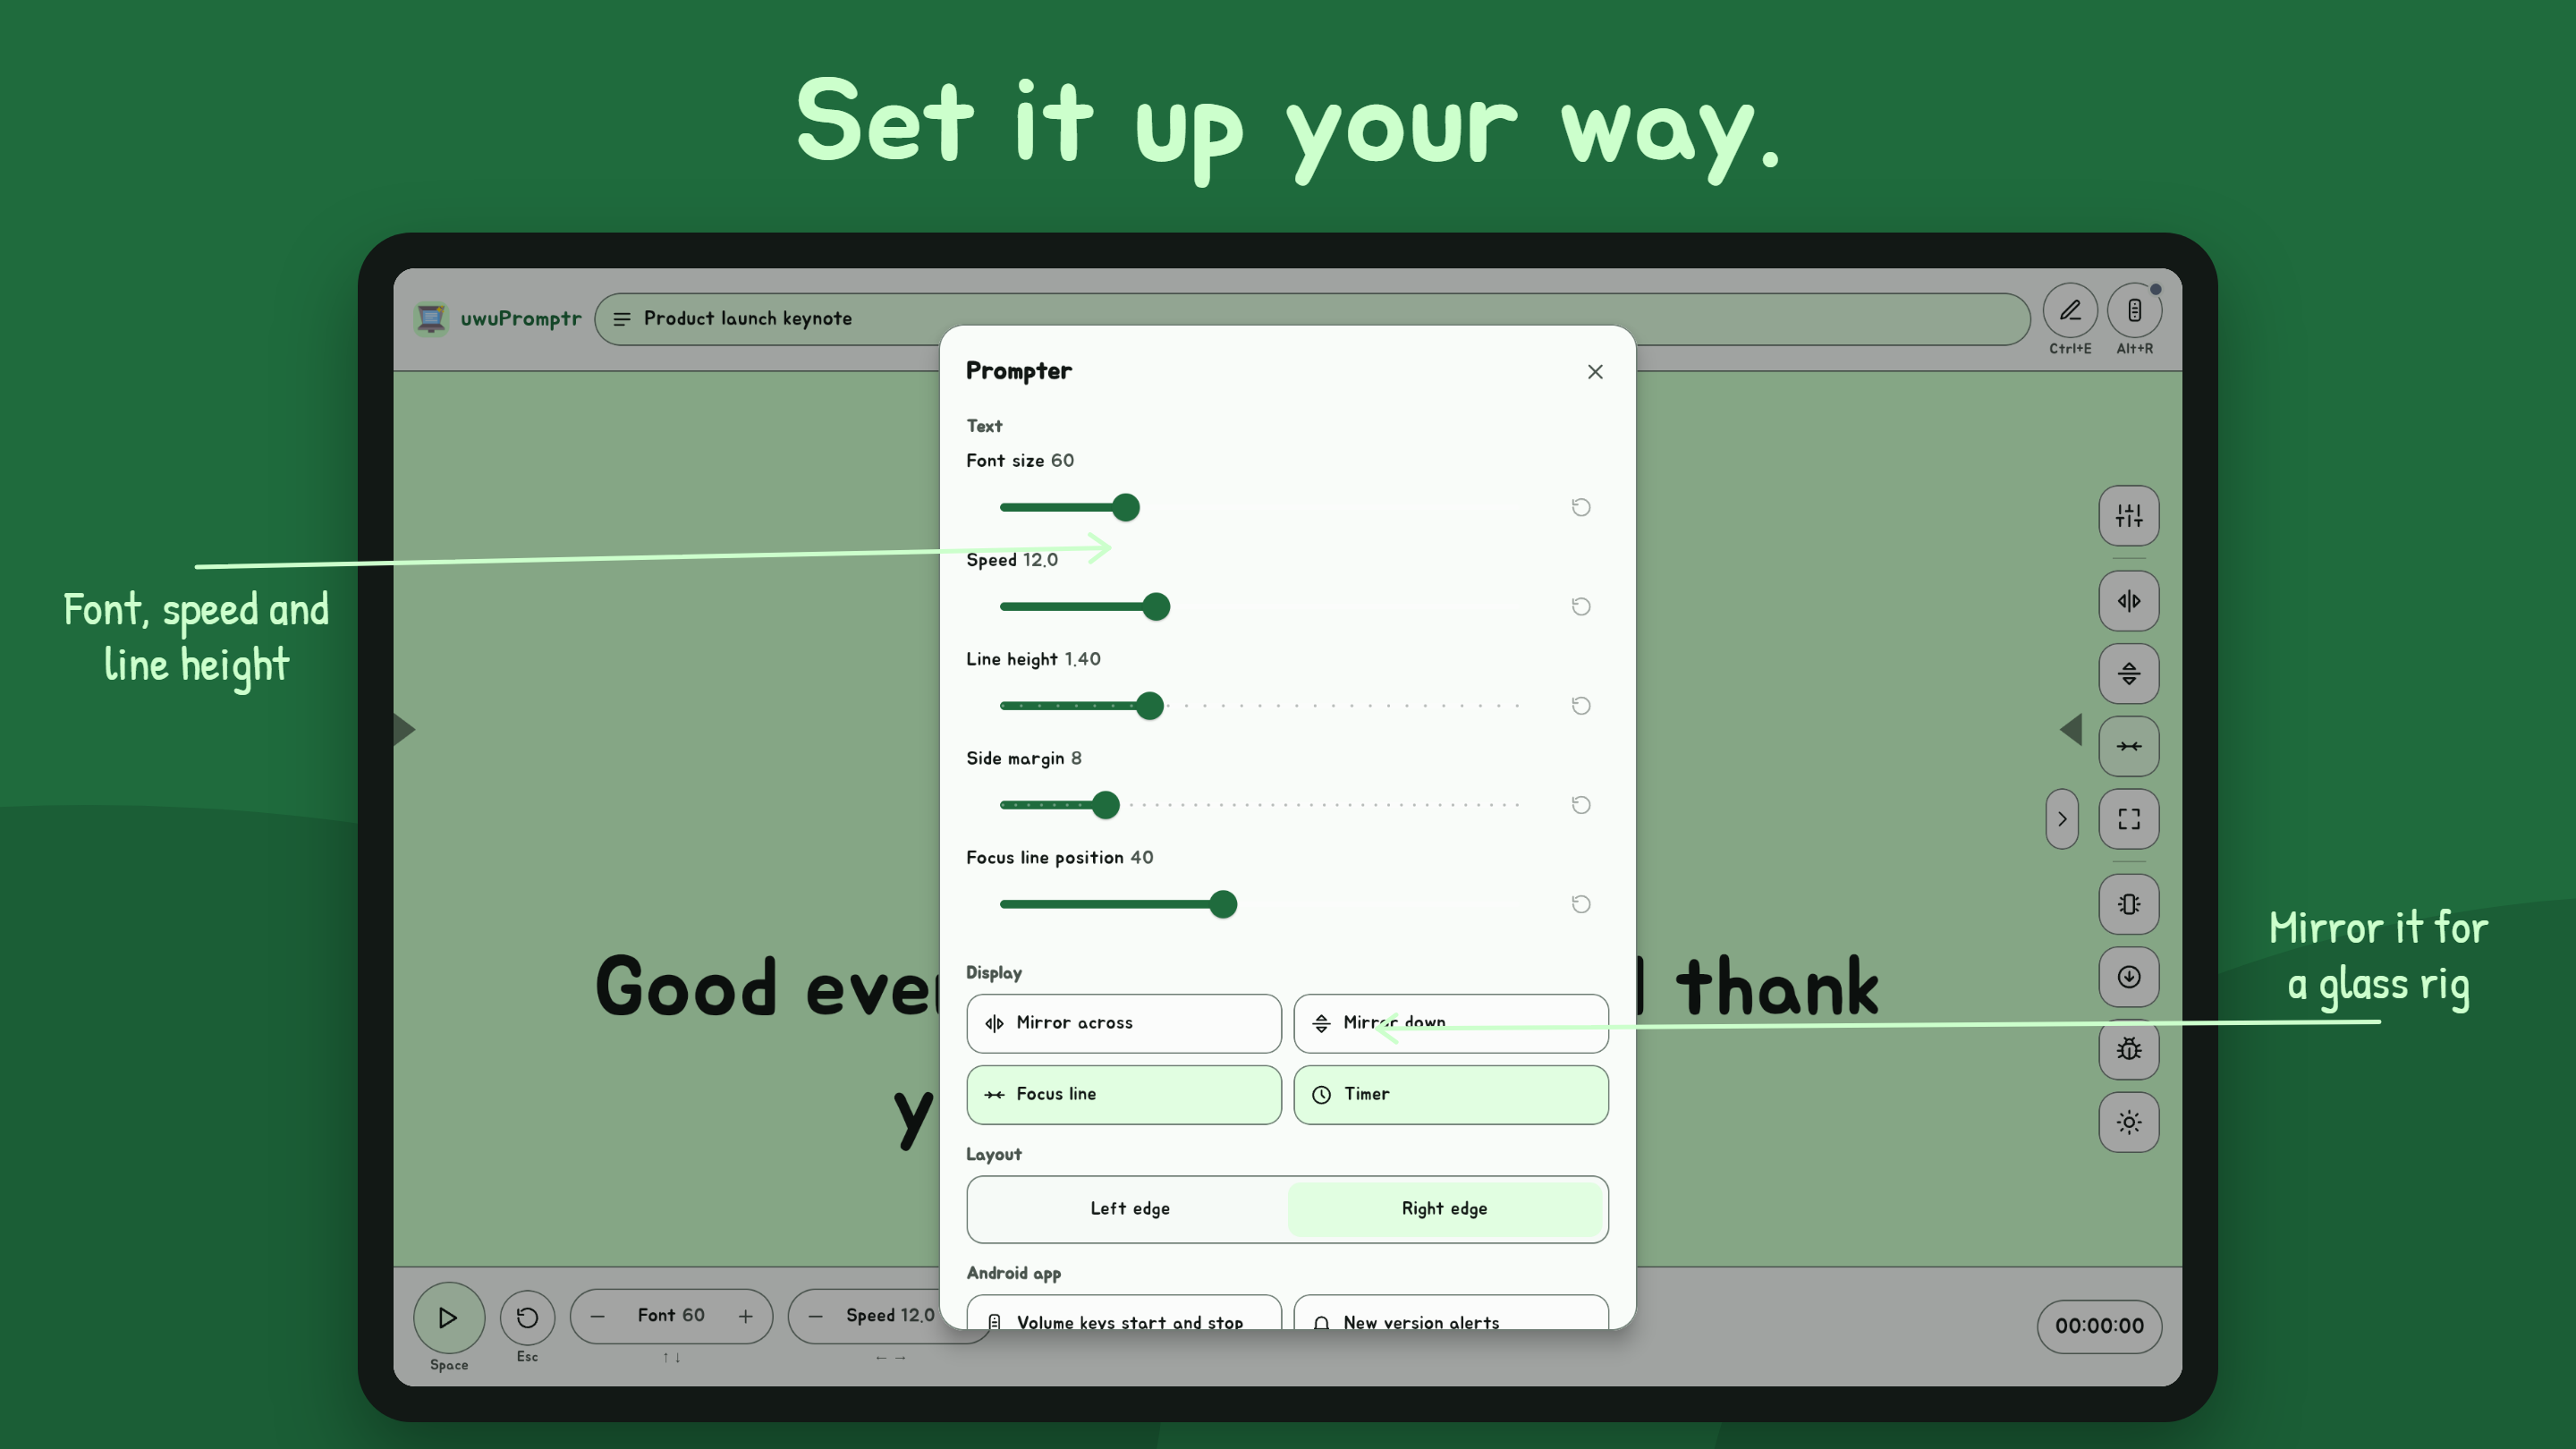 Set it up your way.
uwuPromptr
Product launch keynote
Ctrl+E
Alt+R
Prompter
Text
Font size 60
Speed 12.0
Font, speed and
line height
Line height 1.40
Side margin 8
Focus line position 40
Mirror it for
a glass rig
Good eve
thank
Display
Mirror across
Mirror down
y
Focus line
Timer
Layout
Left edge
Right edge
Android app
Volume keys start and stop
New version alerts
Space
Esc
− Font 60 +
↑ ↓
− Speed 12.0
← →
00:00:00